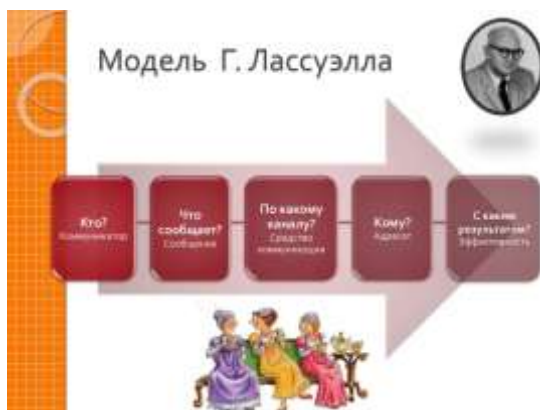 Модель Г. Лассуэлла
Кто?
Коммуникатор
Что
сообщает?
Сообщение
По какому
каналу?
Средство
коммуникации
Кому?
Адресат
С каким
результатом?
Эффективность